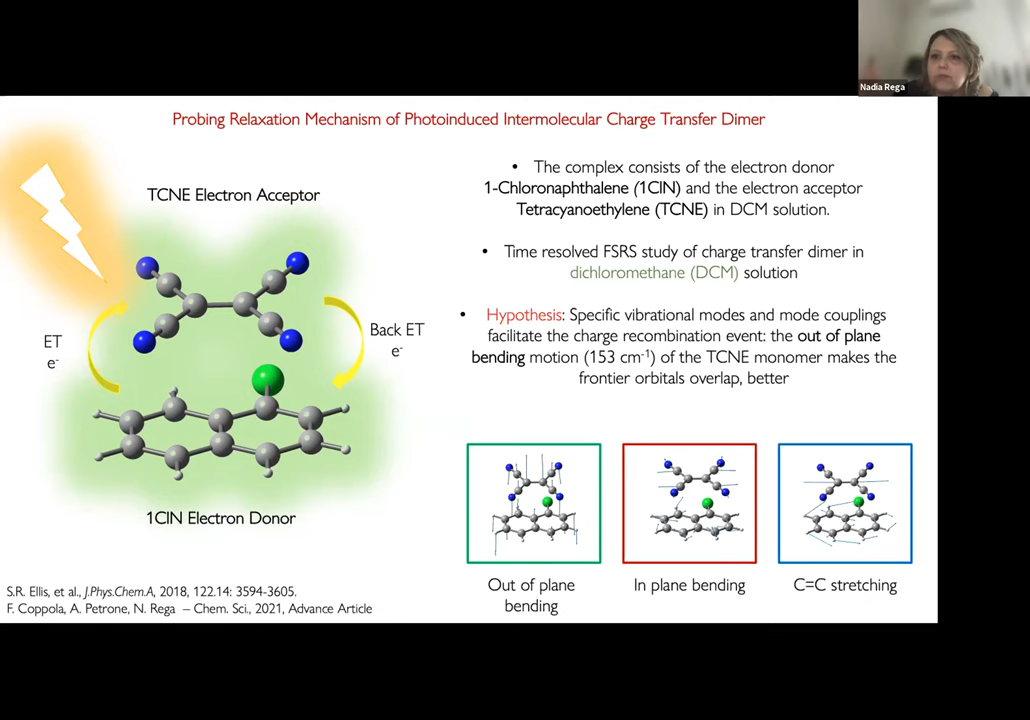 Nadia Rega
Probing Relaxation Mechanism of Photoinduced Intermolecular Charge Transfer Dimer
TCNE Electron Acceptor
ET
e-
Back ET
e-
1ClN Electron Donor
• The complex consists of the electron donor
1-Chloronaphthalene (1ClN) and the electron acceptor
Tetracyanoethylene (TCNE) in DCM solution.
• Time resolved FSRS study of charge transfer dimer in
dichloromethane (DCM) solution
• Hypothesis: Specific vibrational modes and mode couplings
facilitate the charge recombination event: the out of plane
bending motion (153 cm-1) of the TCNE monomer makes the
frontier orbitals overlap, better
Out of plane
bending
In plane bending
C=C stretching
S.R. Ellis, et al., J.Phys.Chem.A, 2018, 122.14: 3594-3605.
F. Coppola, A. Petrone, N. Rega – Chem. Sci., 2021, Advance Article